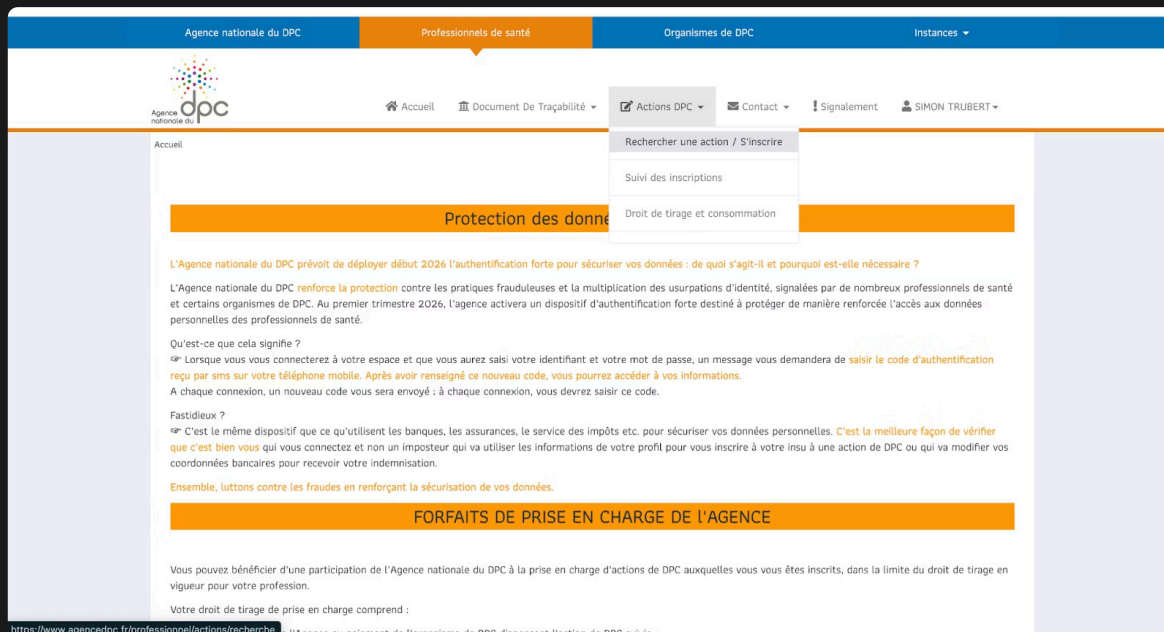 Agence nationale du DPC
Professionnels de santé
Organismes de DPC
Instances
Agence
dpc
nationale du
Accueil
Document De Traçabilité
Actions DPC
Contact
Signalement
SIMON TRUBERT
Rechercher une action / S'inscrire
Suivi des inscriptions
Droit de tirage et consommation
Accueil
Protection des donné
L'Agence nationale du DPC prévoit de déployer début 2026 l'authentification forte pour sécuriser vos données : de quoi s'agit-il et pourquoi est-elle nécessaire ?
L'Agence nationale du DPC renforce la protection contre les pratiques frauduleuses et la multiplication des usurpations d'identité, signalées par de nombreux professionnels de santé
et certains organismes de DPC. Au premier trimestre 2026, l'agence activera un dispositif d'authentification forte destiné à protéger de manière renforcée l'accès aux données
personnelles des professionnels de santé.
Qu'est-ce que cela signifie ?
☞ Lorsque vous vous connecterez à votre espace et que vous aurez saisi votre identifiant et votre mot de passe, un message vous demandera de saisir le code d'authentification
reçu par sms sur votre téléphone mobile. Après avoir renseigné ce nouveau code, vous pourrez accéder à vos informations.
A chaque connexion, un nouveau code vous sera envoyé ; à chaque connexion, vous devrez saisir ce code.
Fastidieux ?
☞ C'est le même dispositif que ce qu'utilisent les banques, les assurances, le service des impôts etc. pour sécuriser vos données personnelles. C'est la meilleure façon de vérifier
que c'est bien vous qui vous connectez et non un imposteur qui va utiliser les informations de votre profil pour vous inscrire à votre insu à une action de DPC ou qui va modifier vos
coordonnées bancaires pour recevoir votre indemnisation.
Ensemble, luttons contre les fraudes en renforçant la sécurisation de vos données.
FORFAITS DE PRISE EN CHARGE DE l'AGENCE
Vous pouvez bénéficier d'une participation de l'Agence nationale du DPC à la prise en charge d'actions de DPC auxquelles vous vous êtes inscrits, dans la limite du droit de tirage en
vigueur pour votre profession.
Votre droit de tirage de prise en charge comprend :
https://www.agencedpc.fr/professionnel/actions/recherche